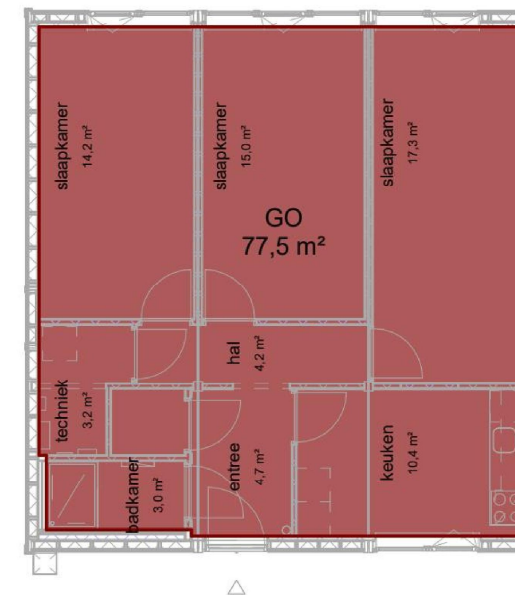 slaapkamer
14,2 m²
slaapkamer
15,0 m²
slaapkamer
17,3 m²
GO
77,5 m²
hal
4,2 m²
techniek
3,2 m²
badkamer
3,0 m²
entree
4,7 m²
keuken
10,4 m²